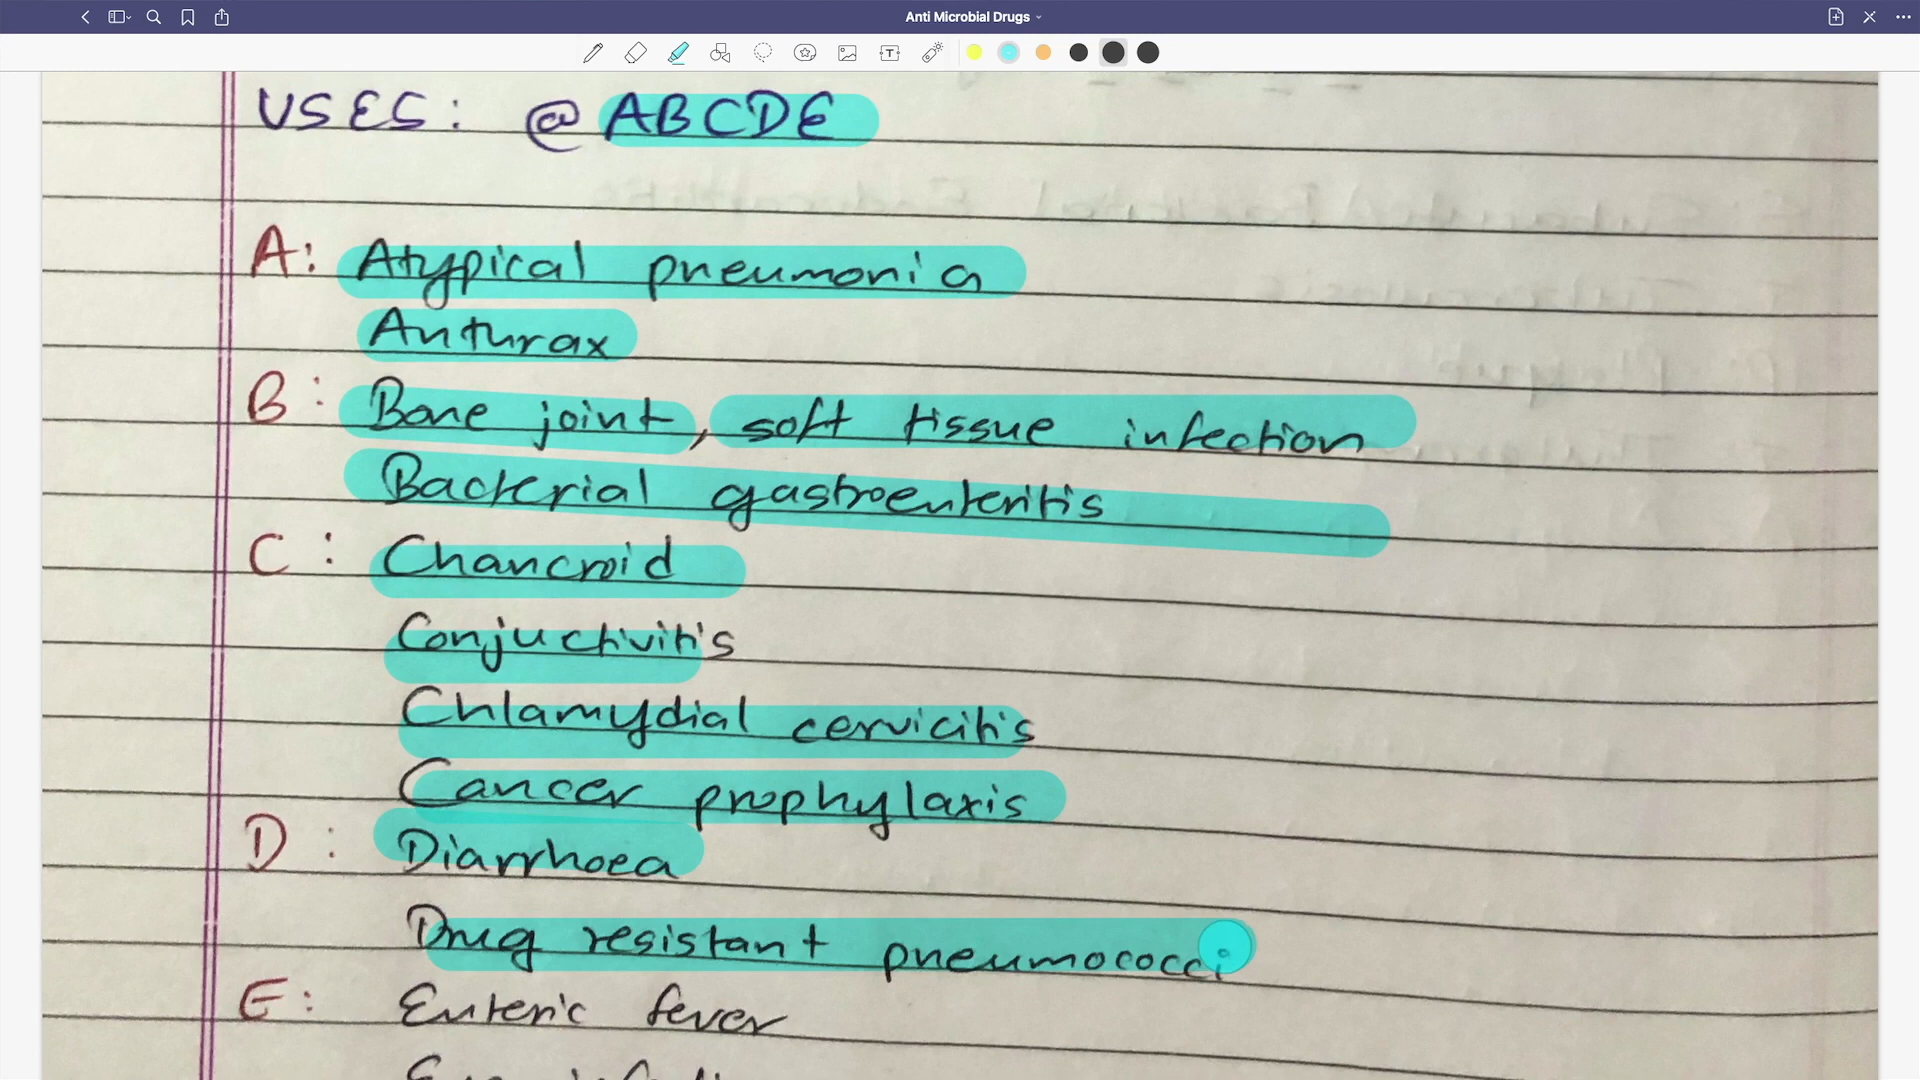 Anti Microbial Drugs
USES: @ ABCDE
A: Atypical pneumonia
Anthrax
B: Bone joint, soft tissue infection
Bacterial gastroenteritis
C: Chancroid
Conjuctivitis
Chlamydial cervicitis
Cancer prophylaxis
D: Diarrhoea
Drug resistant pneumococci
E: Enteric fever